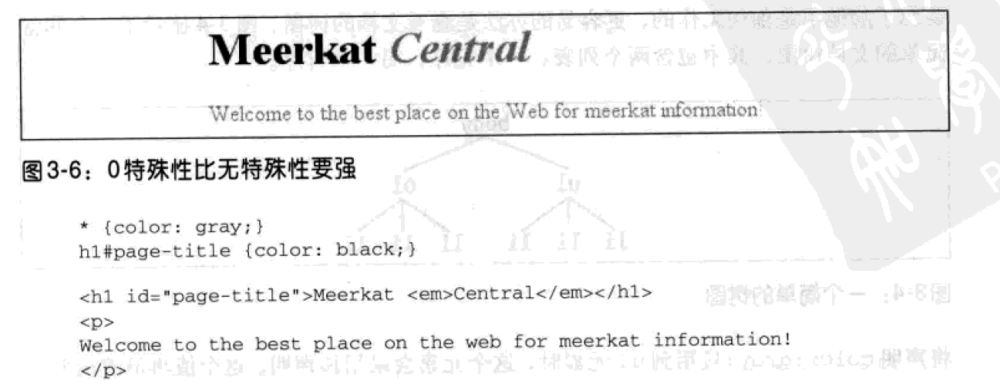 Meerkat Central
Welcome to the best place on the Web for meerkat information!
图3-6：0特殊性比无特殊性要强
* {color: gray;}
h1#page-title {color: black;}
<h1 id="page-title">Meerkat <em>Central</em></h1>
<p>
Welcome to the best place on the web for meerkat information!
</p>